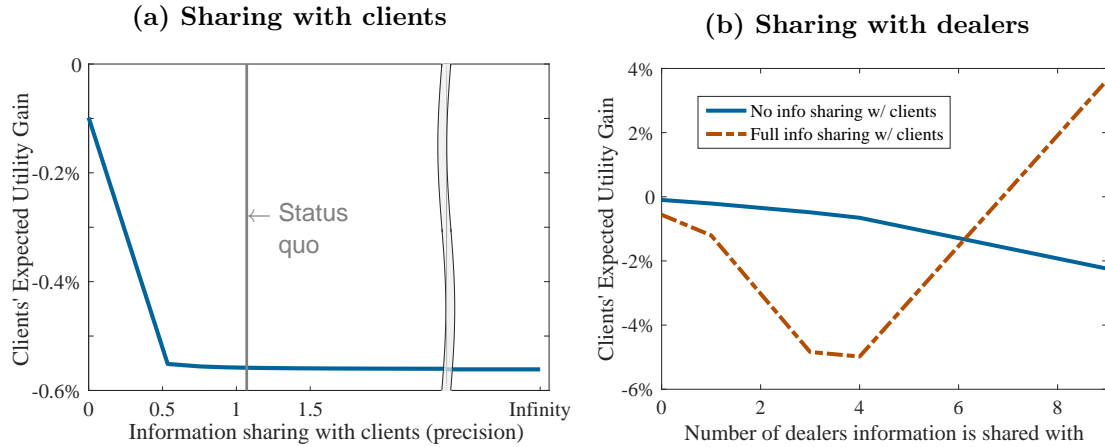 (a) Sharing with clients
Clients' Expected Utility Gain
0
-0.2%
-0.4%
-0.6%
← Status
quo
0
0.5
1
1.5
Infinity
Information sharing with clients (precision)
(b) Sharing with dealers
Clients' Expected Utility Gain
4%
2%
0
-2%
-4%
-6%
No info sharing w/ clients
Full info sharing w/ clients
0
2
4
6
8
Number of dealers information is shared with